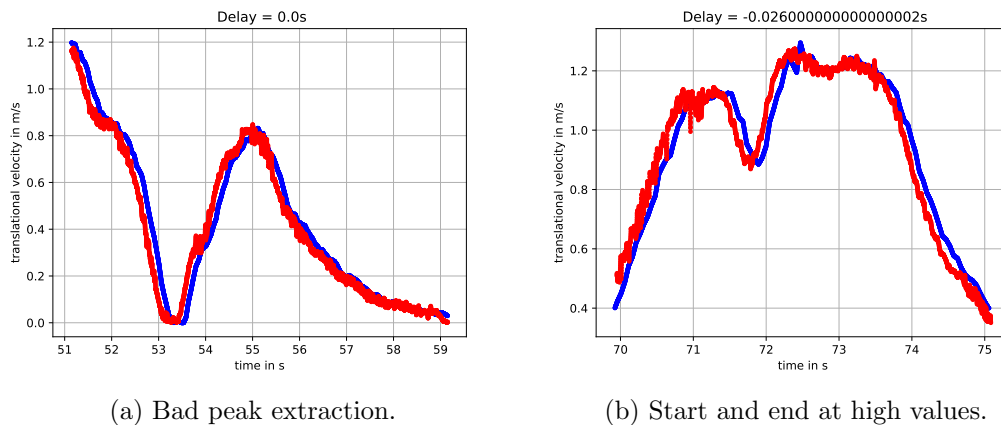 Delay = 0.0s
translational velocity in m/s
1.2
1.0
0.8
0.6
0.4
0.2
0.0
51 52 53 54 55 56 57 58 59
time in s
(a) Bad peak extraction.
Delay = -0.026000000000000002s
translational velocity in m/s
1.2
1.0
0.8
0.6
0.4
70 71 72 73 74 75
time in s
(b) Start and end at high values.